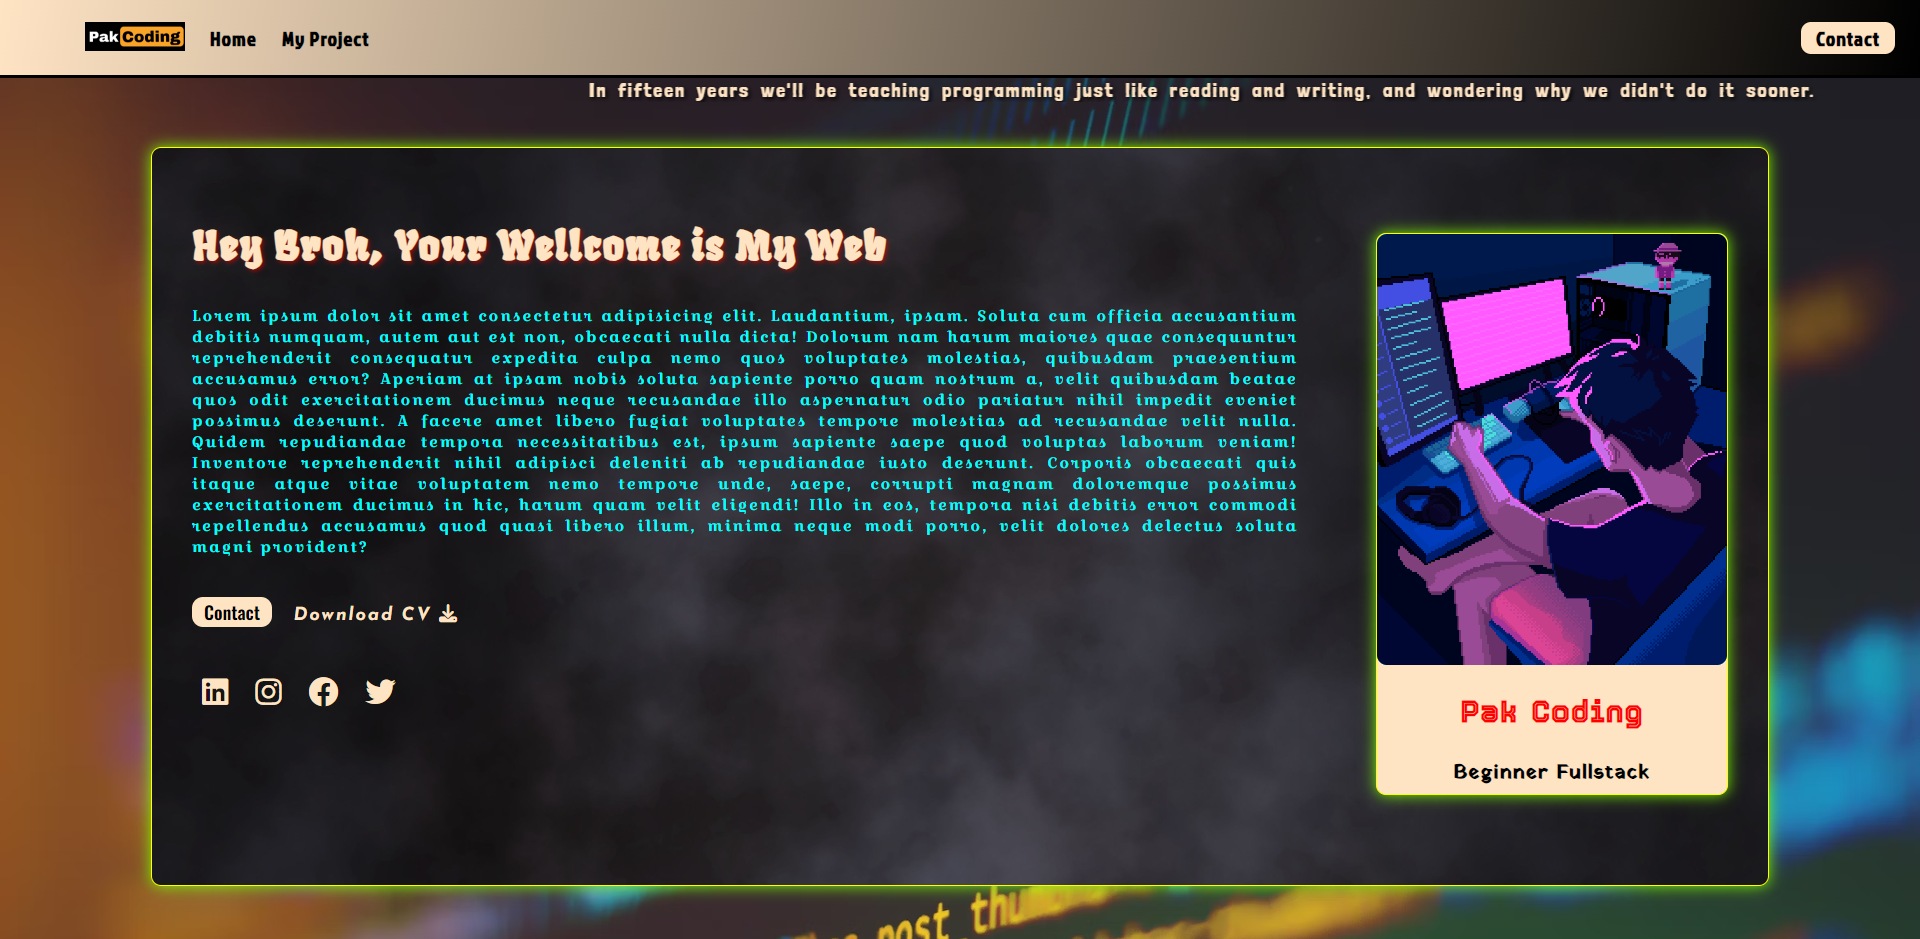 Pak Coding
Home
My Project
Contact
In fifteen years we'll be teaching programming just like reading and writing, and wondering why we didn't do it sooner.
Hey Broh, Your Wellcome is My Web
Lorem ipsum dolor sit amet consectetur adipisicing elit. Laudantium, ipsam. Soluta cum officia accusantium
debitis numquam, autem aut est non, obcaecati nulla dicta! Dolorum nam harum maiores quae consequuntur
reprehenderit consequatur expedita culpa nemo quos voluptates molestias, quibusdam praesentium
accusamus error? Aperiam at ipsam nobis soluta sapiente porro quam nostrum a, velit quibusdam beatae
quos odit exercitationem ducimus neque recusandae illo aspernatur odio pariatur nihil impedit eveniet
possimus deserunt. A facere amet libero fugiat voluptates tempore molestias ad recusandae velit nulla.
Quidem repudiandae tempora necessitatibus est, ipsum sapiente saepe quod voluptas laborum veniam!
Inventore reprehenderit nihil adipisci deleniti ab repudiandae iusto deserunt. Corporis obcaecati quis
itaque atque vitae voluptatem nemo tempore unde, saepe, corrupti magnam doloremque possimus
exercitationem ducimus in hic, harum quam velit eligendi! Illo in eos, tempora nisi debitis error commodi
repellendus accusamus quod quasi libero illum, minima neque modi porro, velit dolores delectus soluta
magni provident?
Contact
Download CV
Pak Coding
Beginner Fullstack
post